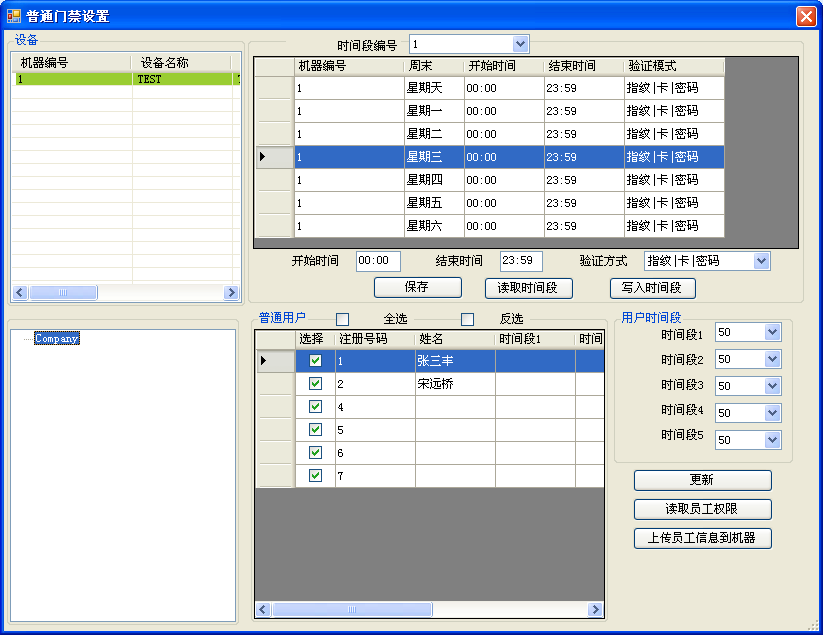 普通门禁设置
设备
机器编号 设备名称
1 TEST
时间段编号 1
机器编号 周末 开始时间 结束时间 验证模式
1 星期天 00:00 23:59 指纹|卡|密码
1 星期一 00:00 23:59 指纹|卡|密码
1 星期二 00:00 23:59 指纹|卡|密码
1 星期三 00:00 23:59 指纹|卡|密码
1 星期四 00:00 23:59 指纹|卡|密码
1 星期五 00:00 23:59 指纹|卡|密码
1 星期六 00:00 23:59 指纹|卡|密码
开始时间 00:00 结束时间 23:59 验证方式 指纹|卡|密码
保存 读取时间段 写入时间段
Company
普通用户 全选 反选
选择 注册号码 姓名 时间段1 时间
1 张三丰
2 宋远桥
4
5
6
7
用户时间段
时间段1 50
时间段2 50
时间段3 50
时间段4 50
时间段5 50
更新
读取员工权限
上传员工信息到机器